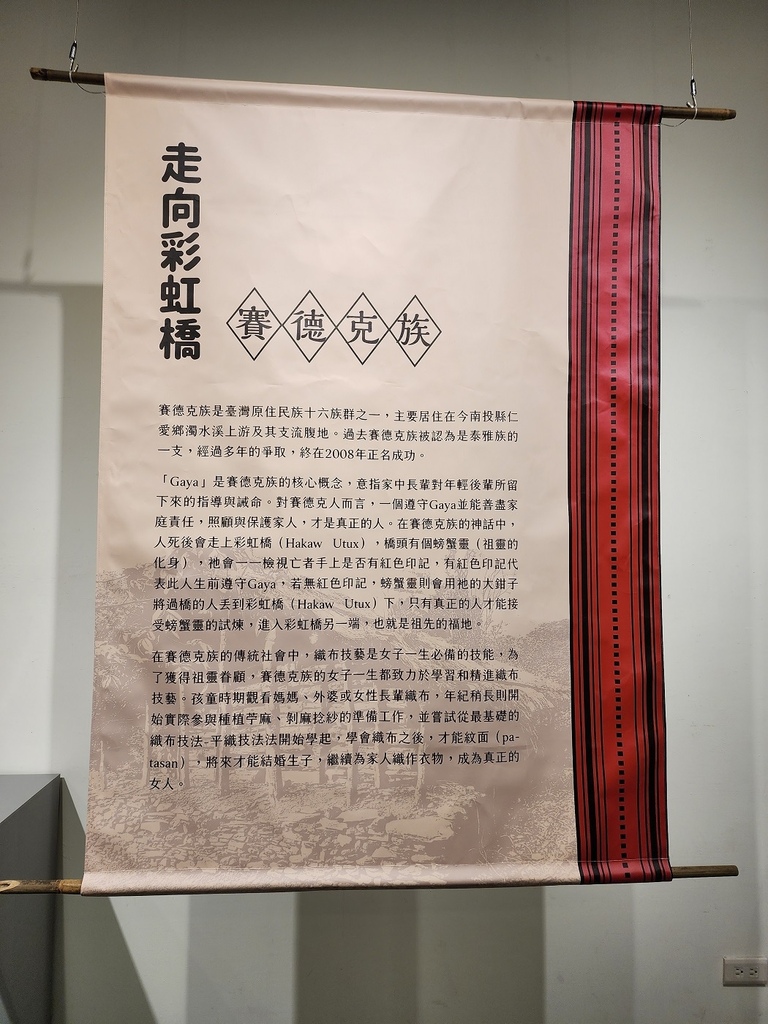 走向彩虹橋
賽德克族
賽德克族是臺灣原住民族十六族群之一，主要居住在今南投縣仁
愛鄉濁水溪上游及其支流腹地。過去賽德克族被認為是泰雅族的
一支，經過多年的爭取，終在2008年正名成功。
「Gaya」是賽德克族的核心概念，意指家中長輩對年輕後輩所留
下來的指導與誡命。對賽德克人而言，一個遵守Gaya並能善盡家
庭責任，照顧與保護家人，才是真正的人。在賽德克族的神話中，
人死後會走上彩虹橋（Hakaw Utux），橋頭有個螃蟹靈（祖靈的
化身），祂會一一檢視亡者手上是否有紅色印記，有紅色印記代
表此人生前遵守Gaya，若無紅色印記，螃蟹靈則會用祂的大鉗子
將過橋的人丟到彩虹橋（Hakaw Utux）下，只有真正的人才能接
受螃蟹靈的試煉，進入彩虹橋另一端，也就是祖先的福地。
在賽德克族的傳統社會中，織布技藝是女子一生必備的技能，為
了獲得祖靈眷顧，賽德克族的女子一生都致力於學習和精進織布
技藝。孩童時期觀看媽媽、外婆或女性長輩織布，年紀稍長則開
始實際參與種植苧麻、剝麻捻紗的準備工作，並嘗試從最基礎的
織布技法-平織技法法開始學起，學會織布之後，才能紋面（pa-
tasan），將來才能結婚生子，繼續為家人織作衣物，成為真正的
女人。